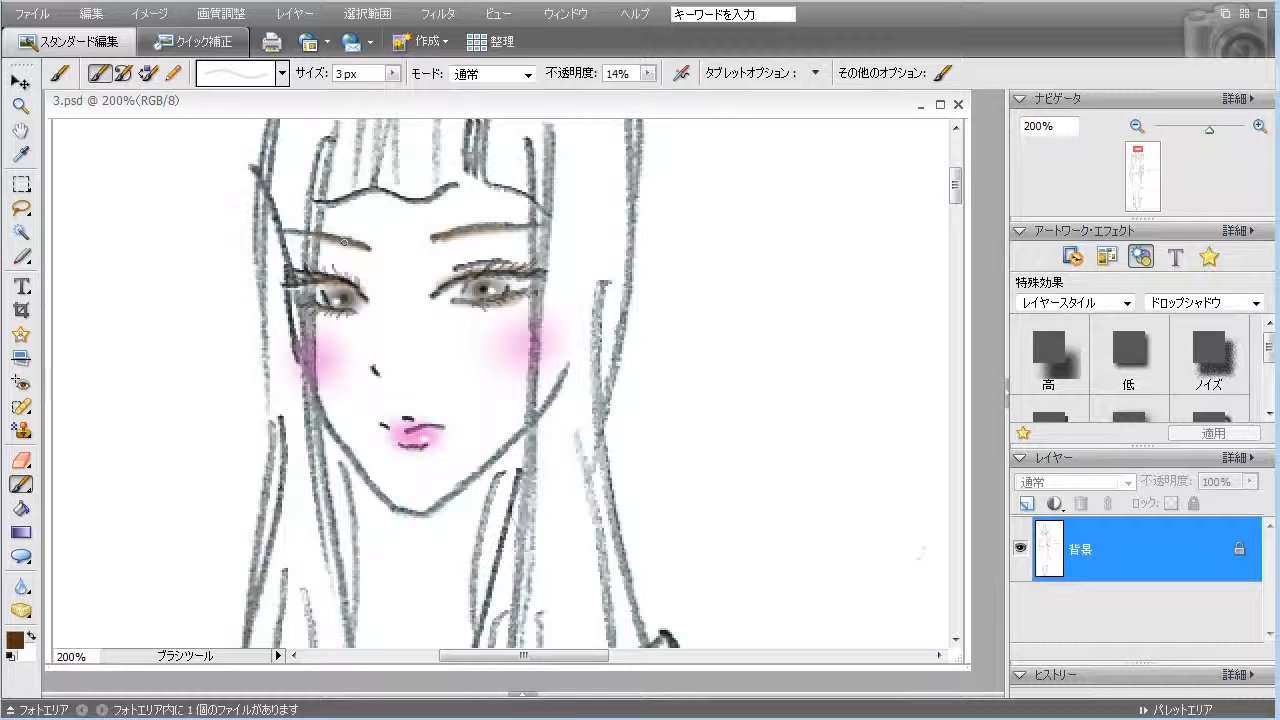 ファイル 編集 イメージ 画質調整 レイヤー 選択範囲 フィルタ ビュー ウィンドウ ヘルプ キーワードを入力
スタンダード編集 クイック補正 作成 整理
サイズ: 3 px モード: 通常 不透明度: 14% タブレットオプション: その他のオプション:
3.psd @ 200%(RGB/8)
ナビゲータ 詳細
200%
アートワーク・エフェクト 詳細
特殊効果
レイヤースタイル ドロップシャドウ
高 低 ノイズ
適用
レイヤー 詳細
通常 不透明度: 100%
ロック:
背景
200% ブラシツール
ヒストリー 詳細
フォトエリア フォトエリア内に 1 個のファイルがあります パレットエリア